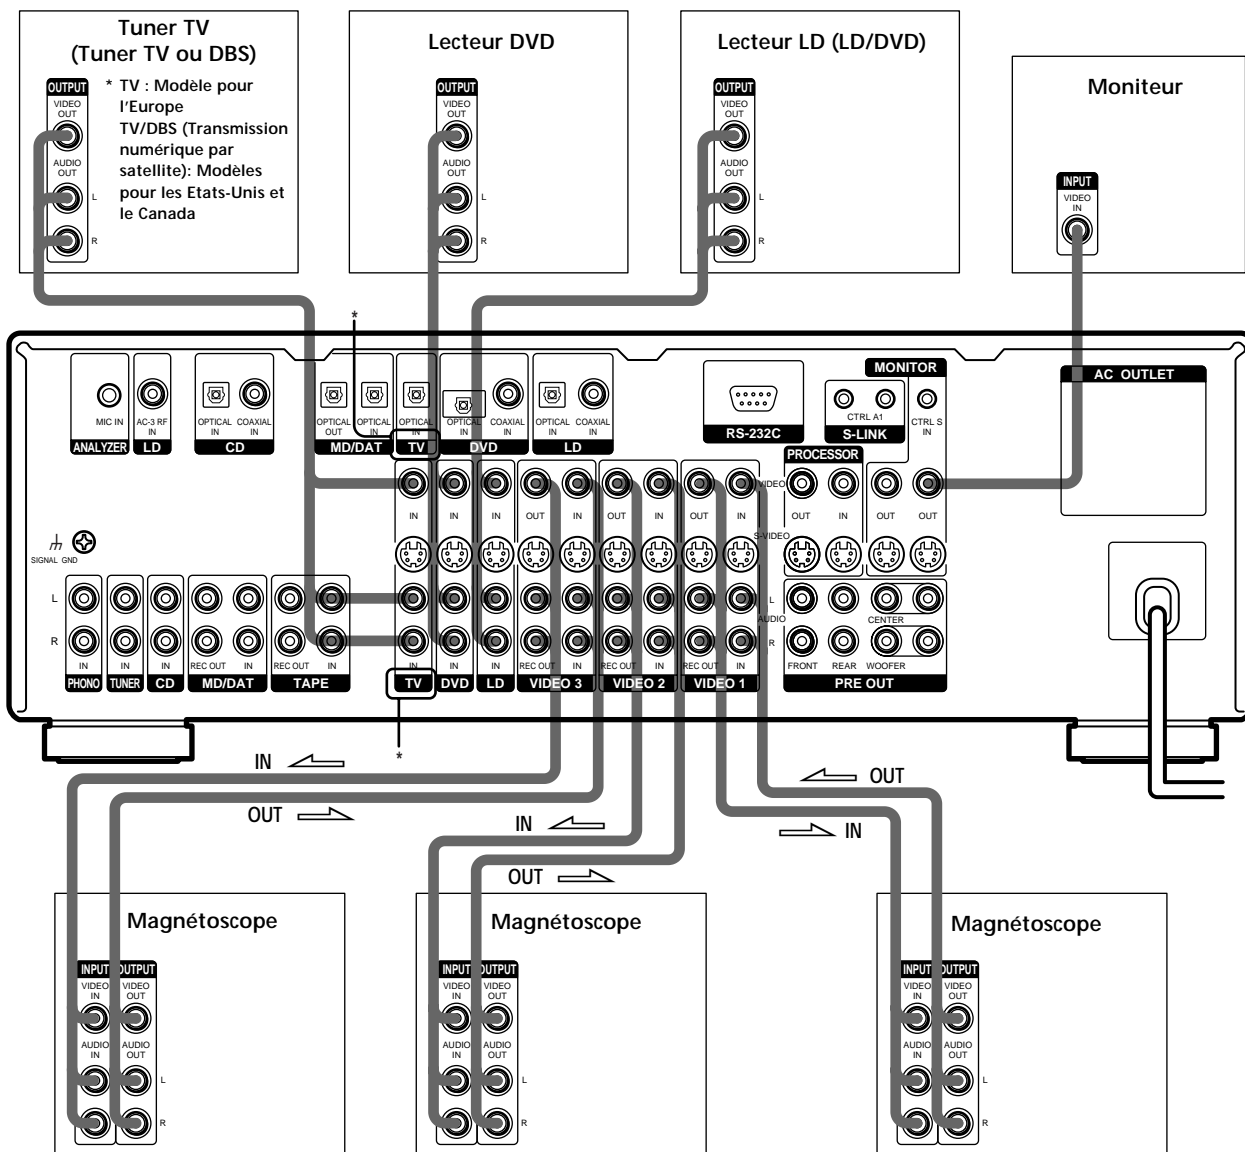 Tuner TV
(Tuner TV ou DBS)
OUTPUT
VIDEO
OUT
AUDIO
OUT
L
R
* TV : Modèle pour
l'Europe
TV/DBS (Transmission
numérique par
satellite): Modèles
pour les Etats-Unis et
le Canada
Lecteur DVD
OUTPUT
VIDEO
OUT
AUDIO
OUT
L
R
Lecteur LD (LD/DVD)
OUTPUT
VIDEO
OUT
AUDIO
OUT
L
R
Moniteur
INPUT
VIDEO
IN
*
MIC IN
ANALYZER
AC-3 RF
IN
LD
OPTICAL
IN
COAXIAL
IN
CD
OPTICAL
OUT
OPTICAL
IN
MD/DAT
OPTICAL
IN
TV
OPTICAL
IN
COAXIAL
IN
DVD
OPTICAL
IN
COAXIAL
IN
LD
RS-232C
CTRL A1
S-LINK
MONITOR
CTRL S
IN
AC OUTLET
PROCESSOR
VIDEO
IN IN IN OUT IN OUT IN OUT IN OUT IN OUT OUT
S-VIDEO
SIGNAL GND
L
R
L
AUDIO
R
CENTER
IN IN IN REC OUT IN REC OUT IN IN IN IN REC OUT IN REC OUT IN REC OUT IN FRONT REAR WOOFER
PHONO TUNER CD MD/DAT TAPE TV DVD LD VIDEO 3 VIDEO 2 VIDEO 1 PRE OUT
*
IN
OUT
IN
OUT
OUT
IN
Magnétoscope
INPUT OUTPUT
VIDEO
IN
VIDEO
OUT
AUDIO
IN
AUDIO
OUT
L
R
Magnétoscope
INPUT OUTPUT
VIDEO
IN
VIDEO
OUT
AUDIO
IN
AUDIO
OUT
L
R
Magnétoscope
INPUT OUTPUT
VIDEO
IN
VIDEO
OUT
AUDIO
IN
AUDIO
OUT
L
R